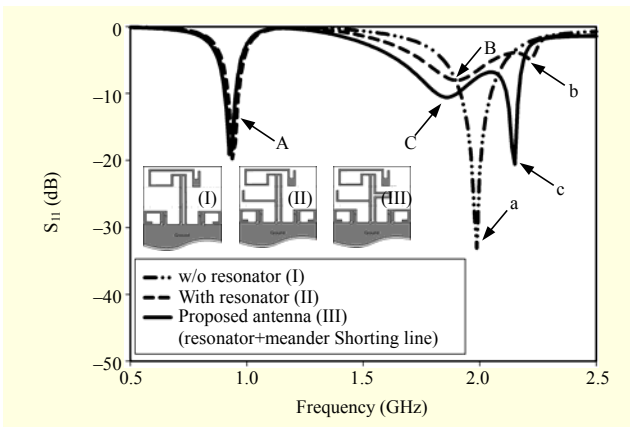 0
–10
–20
–30
–40
–50
S11 (dB)
0.5
1.0
1.5
2.0
2.5
Frequency (GHz)
A
B
C
a
b
c
(I)
(II)
(III)
w/o resonator (I)
With resonator (II)
Proposed antenna (III)
(resonator+meander Shorting line)